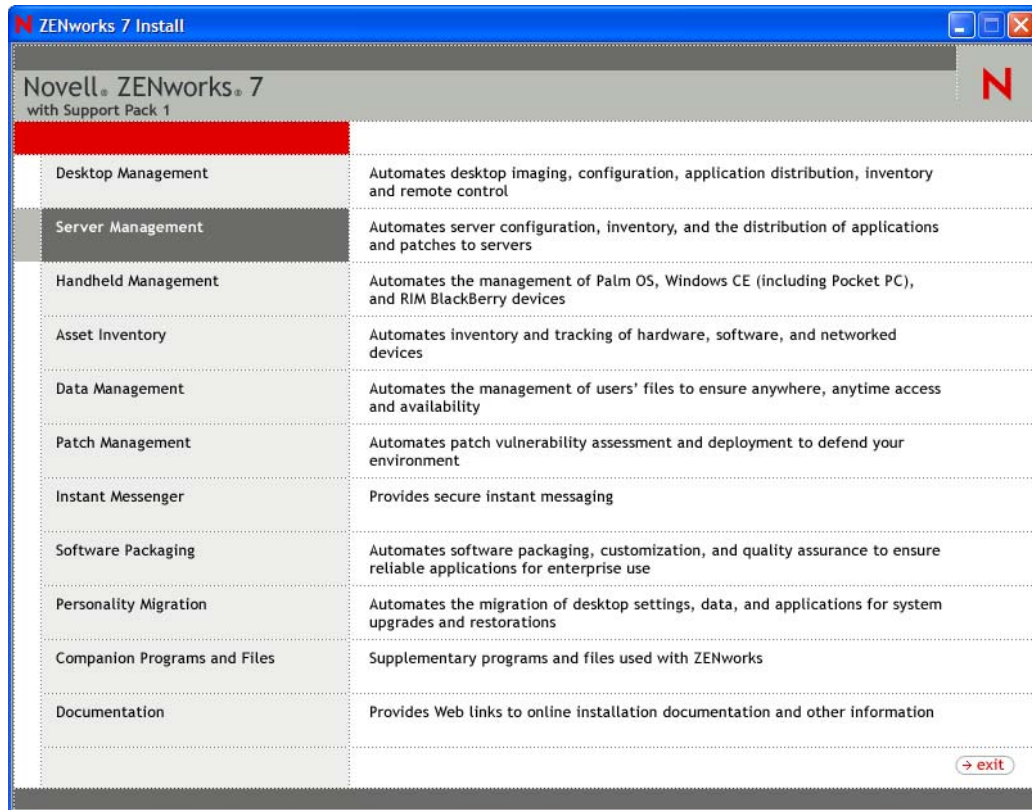 N ZENworks 7 Install
Novell® ZENworks® 7
with Support Pack 1
N
Desktop Management
Automates desktop imaging, configuration, application distribution, inventory
and remote control
Server Management
Automates server configuration, inventory, and the distribution of applications
and patches to servers
Handheld Management
Automates the management of Palm OS, Windows CE (including Pocket PC),
and RIM BlackBerry devices
Asset Inventory
Automates inventory and tracking of hardware, software, and networked
devices
Data Management
Automates the management of users’ files to ensure anywhere, anytime access
and availability
Patch Management
Automates patch vulnerability assessment and deployment to defend your
environment
Instant Messenger
Provides secure instant messaging
Software Packaging
Automates software packaging, customization, and quality assurance to ensure
reliable applications for enterprise use
Personality Migration
Automates the migration of desktop settings, data, and applications for system
upgrades and restorations
Companion Programs and Files
Supplementary programs and files used with ZENworks
Documentation
Provides Web links to online installation documentation and other information
→ exit